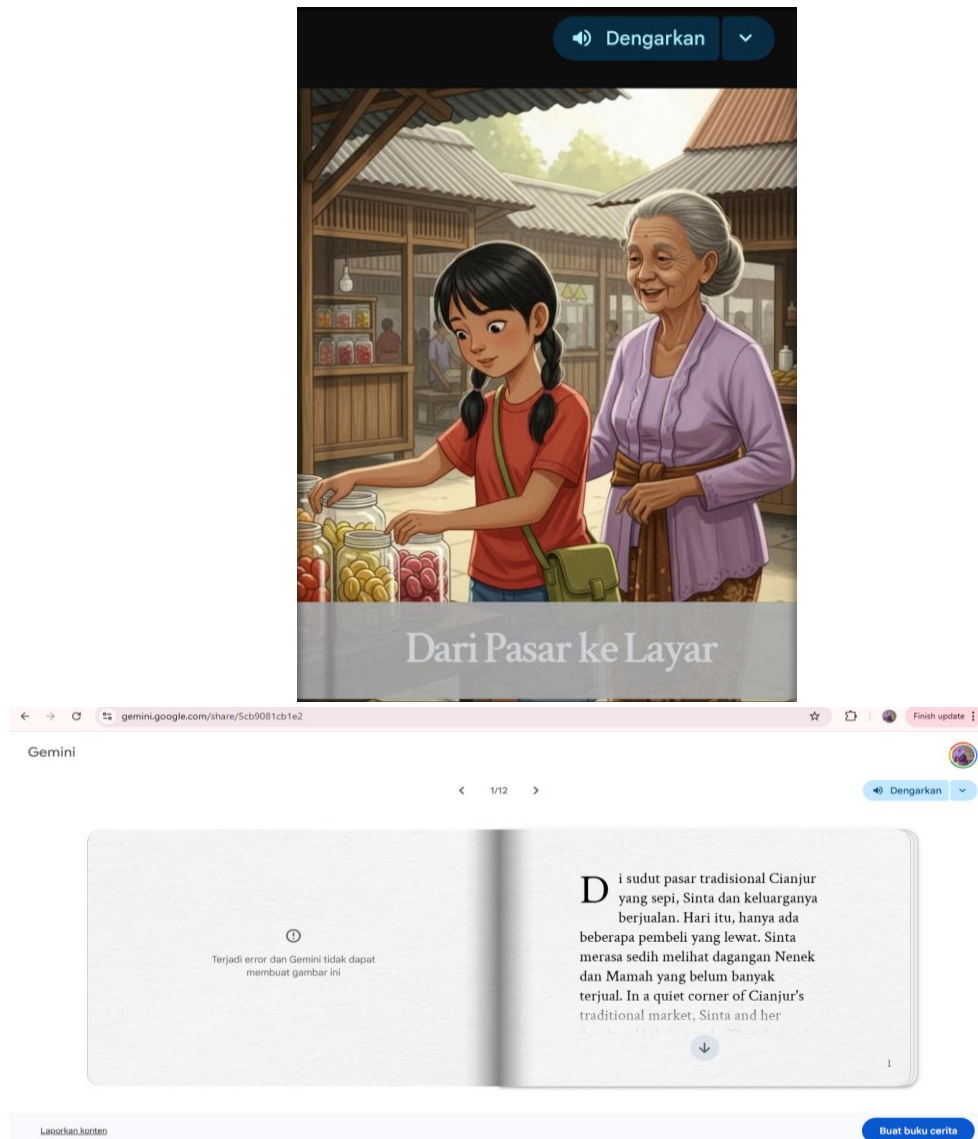 Dengarkan
Dari Pasar ke Layar
gemini.google.com/share/5cb9081cb1e2
Finish update
Gemini
1/12
Dengarkan
Terjadi error dan Gemini tidak dapat
membuat gambar ini
Di sudut pasar tradisional Cianjur
yang sepi, Sinta dan keluarganya
berjualan. Hari itu, hanya ada
beberapa pembeli yang lewat. Sinta
merasa sedih melihat dagangan Nenek
dan Mamah yang belum banyak
terjual. In a quiet corner of Cianjur's
traditional market, Sinta and her
1
Laporkan konten
Buat buku cerita